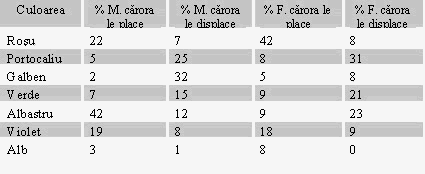 Culoarea % M. cărora le place % M. cărora le displace % F. cărora le place % F. cărora le displace
Roşu 22 7 42 8
Portocaliu 5 25 8 31
Galben 2 32 5 8
Verde 7 15 9 21
Albastru 42 12 9 23
Violet 19 8 18 9
Alb 3 1 8 0